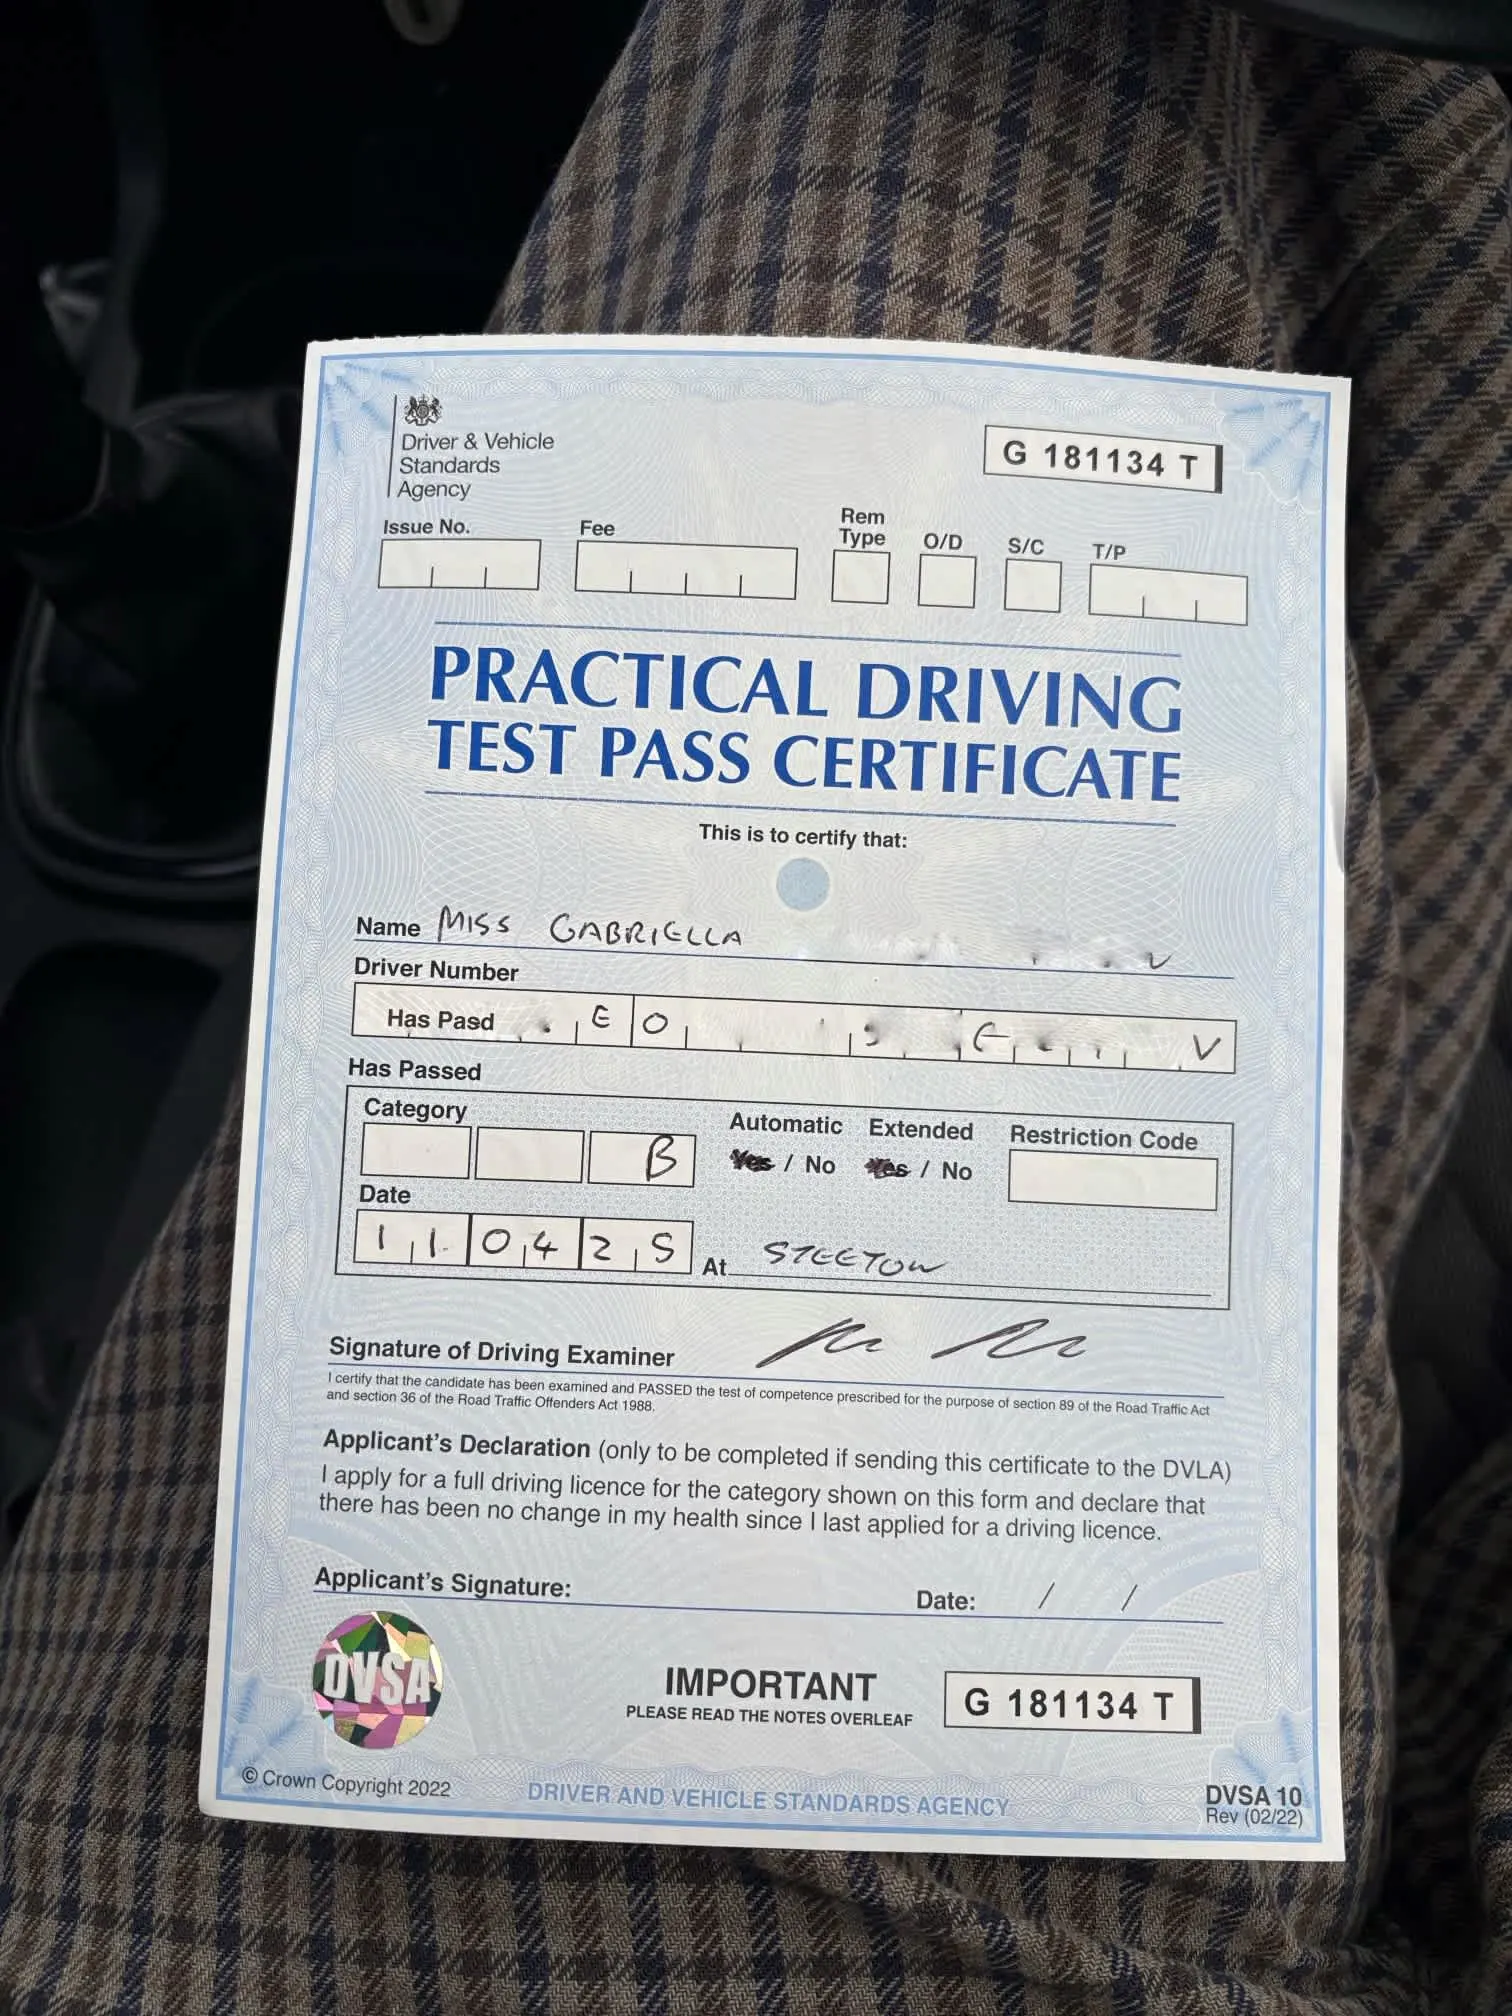 Driver & Vehicle
Standards
Agency
G 181134 T
Issue No. Fee Rem Type O/D S/C T/P
PRACTICAL DRIVING
TEST PASS CERTIFICATE
This is to certify that:
Name MISS GABRIELLA
Driver Number
Has Pasd E 0 V
Has Passed
Category Automatic Extended Restriction Code
B Yes / No Yes / No
Date
11 04 25 At STEETON
Signature of Driving Examiner
I certify that the candidate has been examined and PASSED the test of competence prescribed for the purpose of section 89 of the Road Traffic Act
and section 36 of the Road Traffic Offenders Act 1988.
Applicant's Declaration (only to be completed if sending this certificate to the DVLA)
I apply for a full driving licence for the category shown on this form and declare that
there has been no change in my health since I last applied for a driving licence.
Applicant's Signature: Date: / /
DVSA
IMPORTANT
PLEASE READ THE NOTES OVERLEAF
G 181134 T
© Crown Copyright 2022 DRIVER AND VEHICLE STANDARDS AGENCY DVSA 10
Rev (02/22)